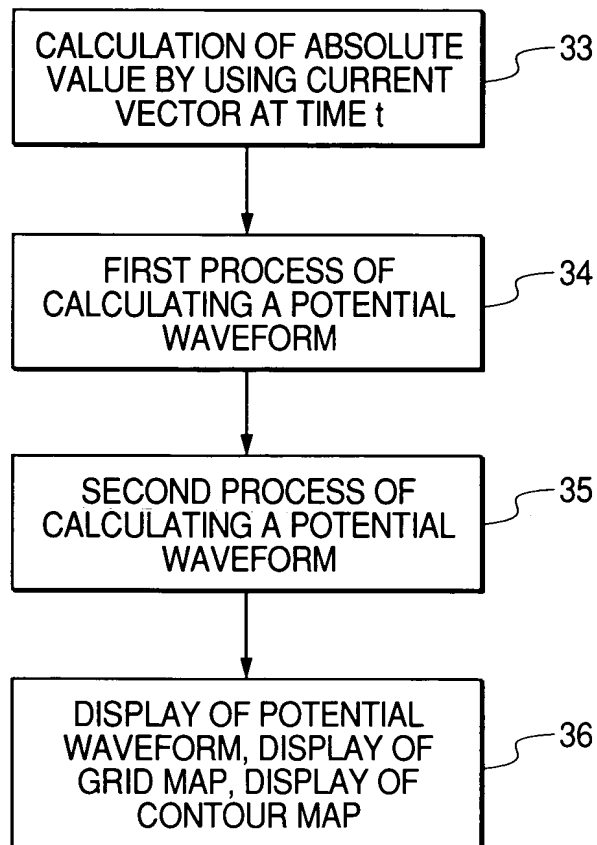 CALCULATION OF ABSOLUTE
VALUE BY USING CURRENT
VECTOR AT TIME t
33
FIRST PROCESS OF
CALCULATING A POTENTIAL
WAVEFORM
34
SECOND PROCESS OF
CALCULATING A POTENTIAL
WAVEFORM
35
DISPLAY OF POTENTIAL
WAVEFORM, DISPLAY OF
GRID MAP, DISPLAY OF
CONTOUR MAP
36